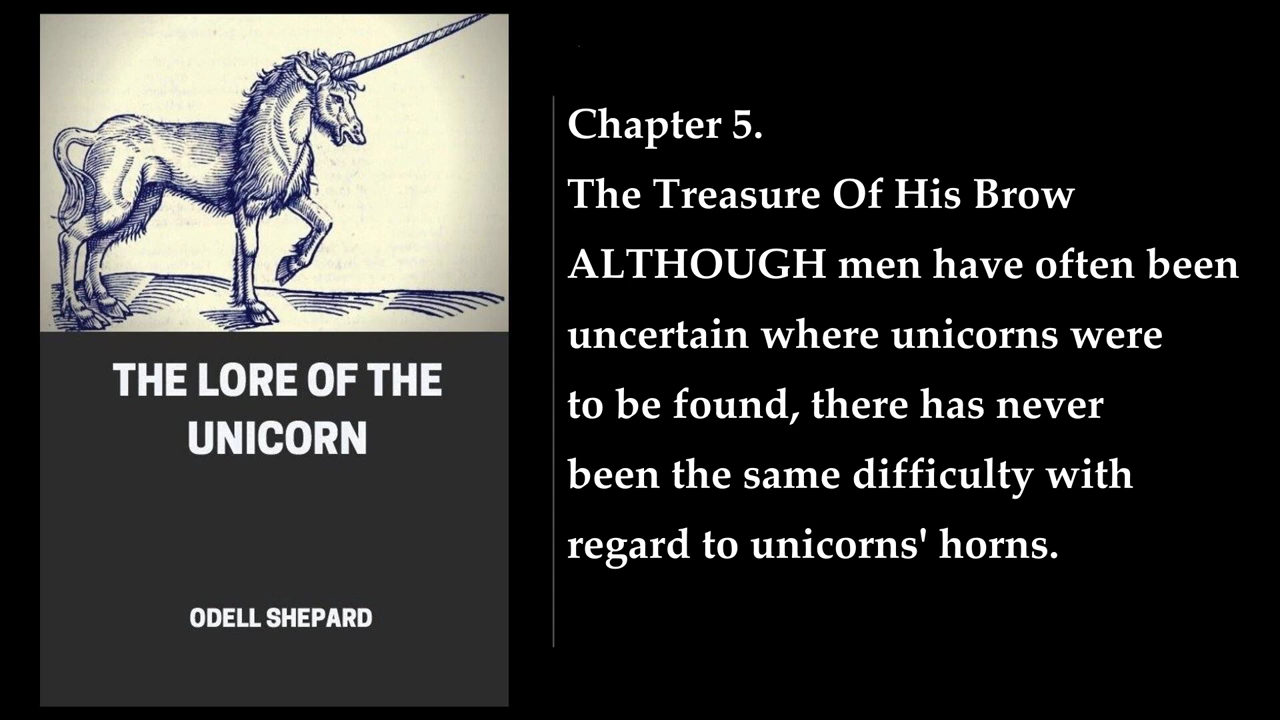 THE LORE OF THE
UNICORN
ODELL SHEPARD
Chapter 5.
The Treasure Of His Brow
ALTHOUGH men have often been
uncertain where unicorns were
to be found, there has never
been the same difficulty with
regard to unicorns' horns.